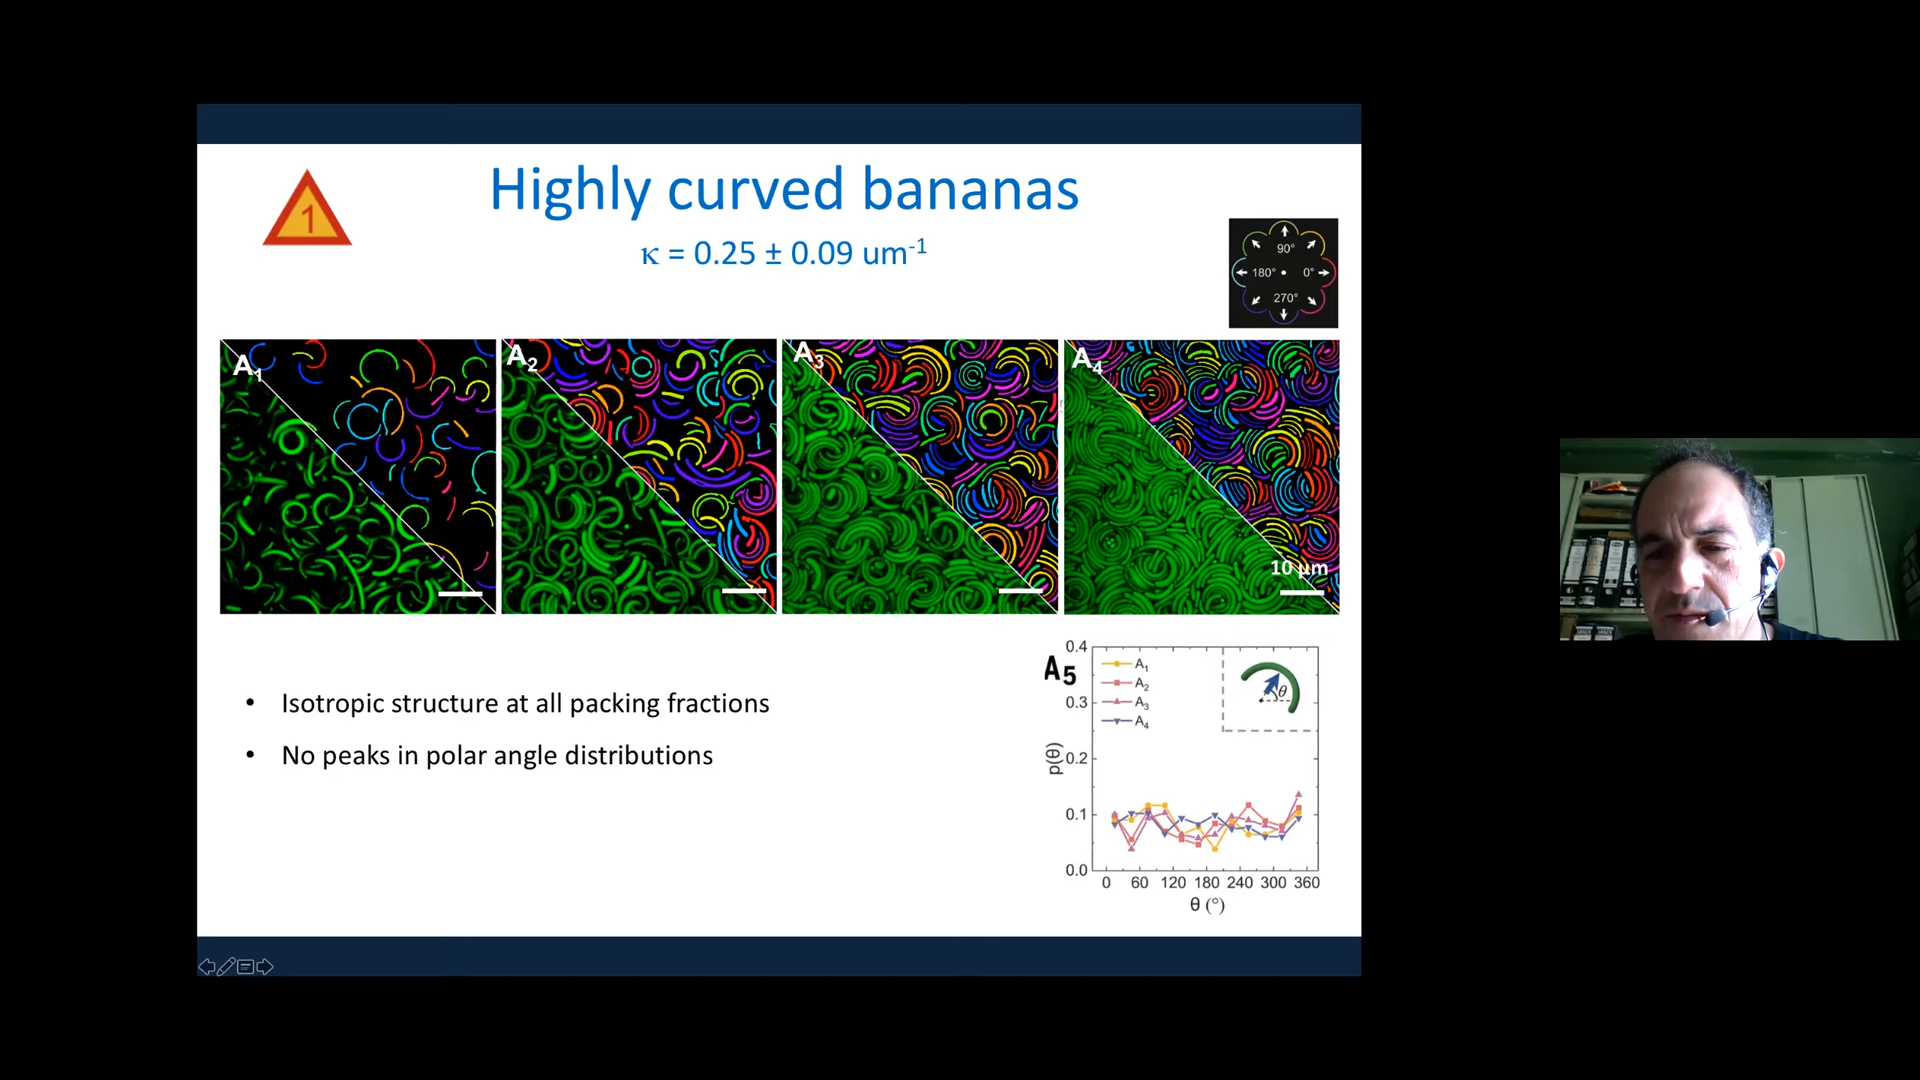 1
Highly curved bananas
κ = 0.25 ± 0.09 um-1
90°
180° 0°
270°
A1
A2
A3
A4
10 μm
• Isotropic structure at all packing fractions
• No peaks in polar angle distributions
A5
A1
A2
A3
A4
θ
0.4
0.3
0.2
0.1
0.0
p(θ)
0 60 120 180 240 300 360
θ (°)